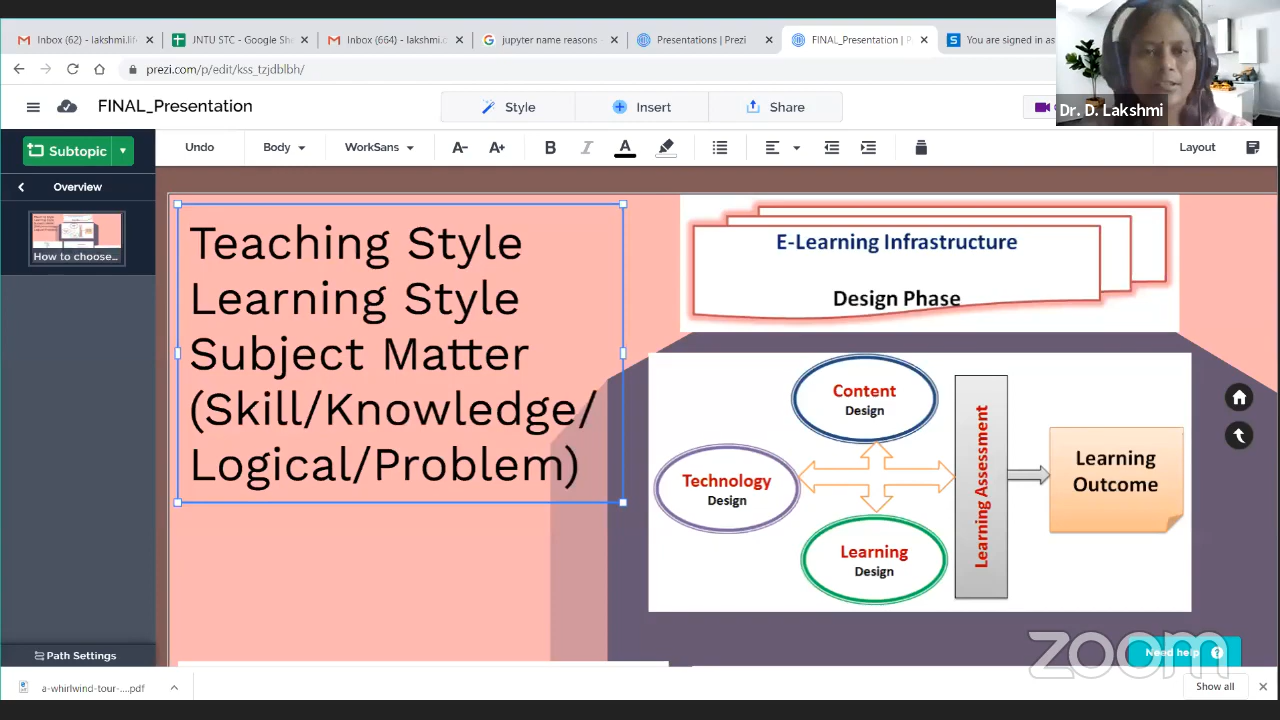 Inbox (62) - lakshmi.lif
JNTU STC - Google She
Inbox (664) - lakshmi.d
jupyter name reasons -
Presentations | Prezi
FINAL_Presentation | P
You are signed in as
prezi.com/p/edit/kss_tzjdblbh/
FINAL_Presentation
Style
Insert
Share
Dr. D. Lakshmi
Subtopic
Undo
Body
WorkSans
A-
A+
B
I
A
Layout
Overview
How to choose...
Teaching Style
Learning Style
Subject Matter
(Skill/Knowledge/
Logical/Problem)
E-Learning Infrastructure
Design Phase
Content
Design
Technology
Design
Learning
Design
Learning Assessment
Learning
Outcome
Path Settings
Need help
?
zoom
a-whirlwind-tour-....pdf
Show all